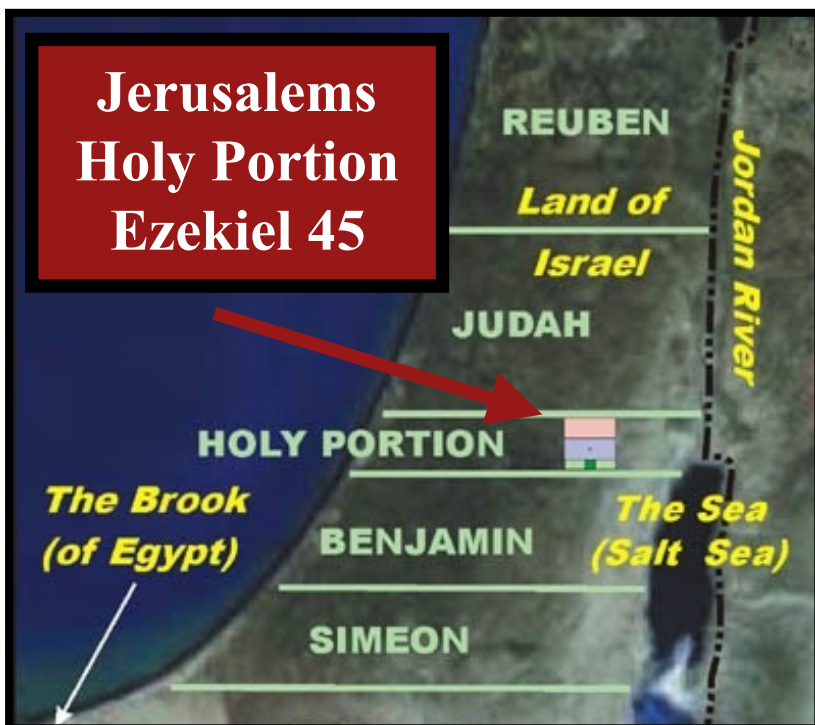 Jerusalems
Holy Portion
Ezekiel 45
REUBEN
Land of
Israel
Jordan River
JUDAH
HOLY PORTION
The Brook
(of Egypt)
The Sea
(Salt Sea)
BENJAMIN
SIMEON